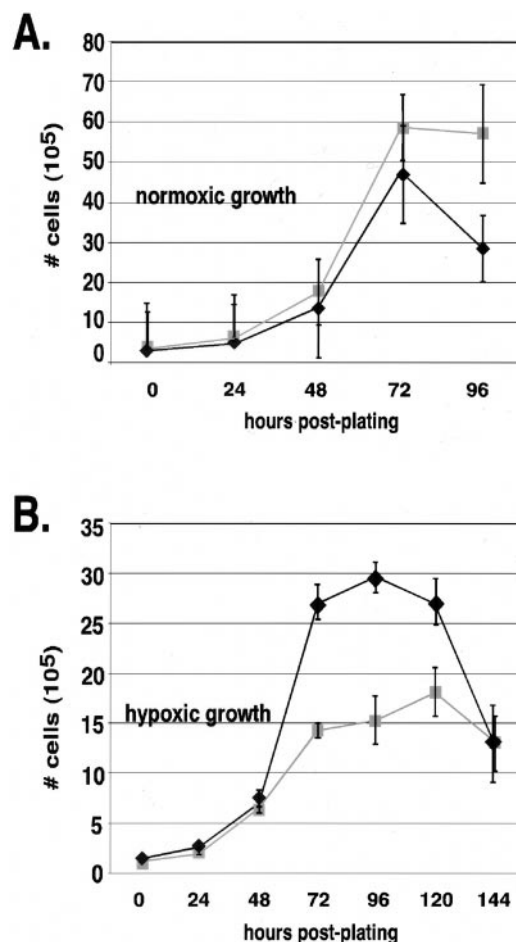 A.
80
70
60
50
40
30
20
10
0
# cells (10⁵)
normoxic growth
0 24 48 72 96
hours post-plating
B.
35
30
25
20
15
10
5
0
# cells (10⁵)
hypoxic growth
0 24 48 72 96 120 144
hours post-plating